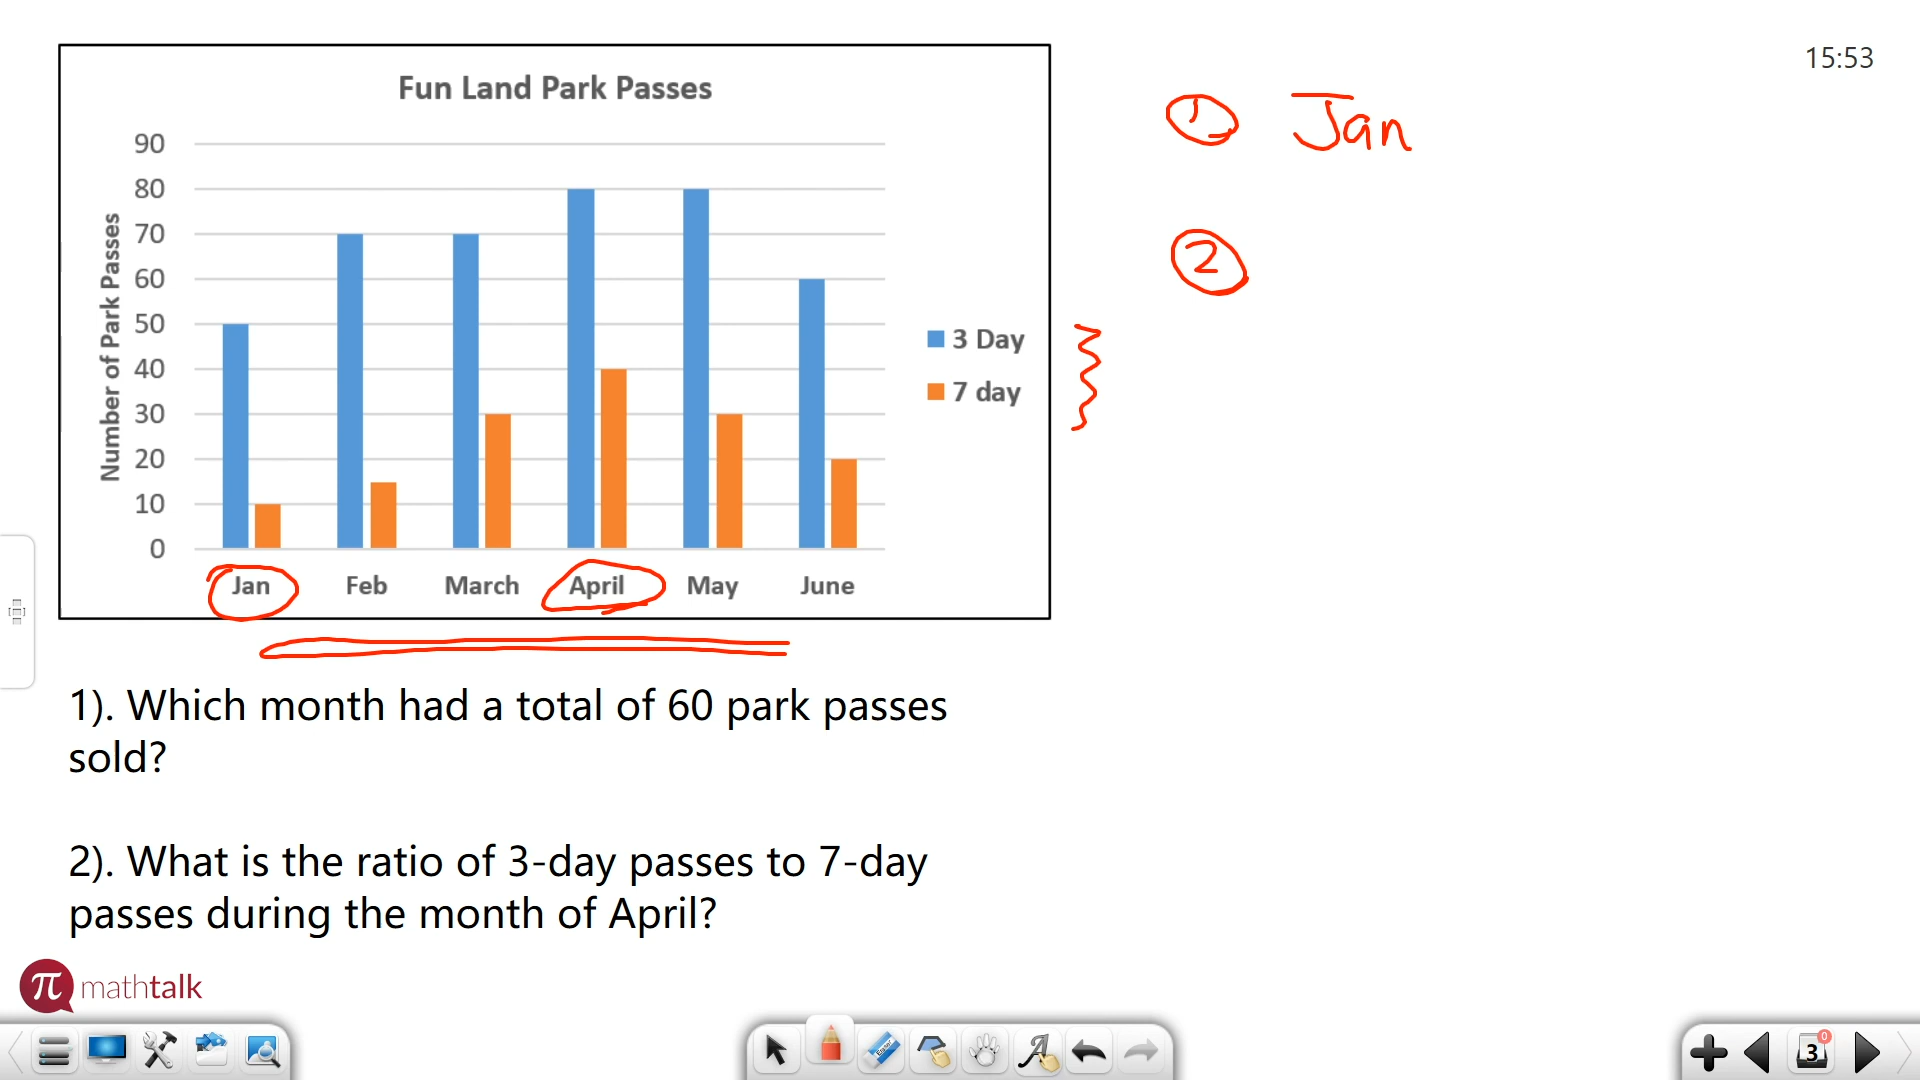 15:53
Fun Land Park Passes
Number of Park Passes
90
80
70
60
50
40
30
20
10
0
Jan Feb March April May June
3 Day
7 day
1 Jan
2
1). Which month had a total of 60 park passes
sold?
2). What is the ratio of 3-day passes to 7-day
passes during the month of April?
π mathtalk
Eraser
A
3
0